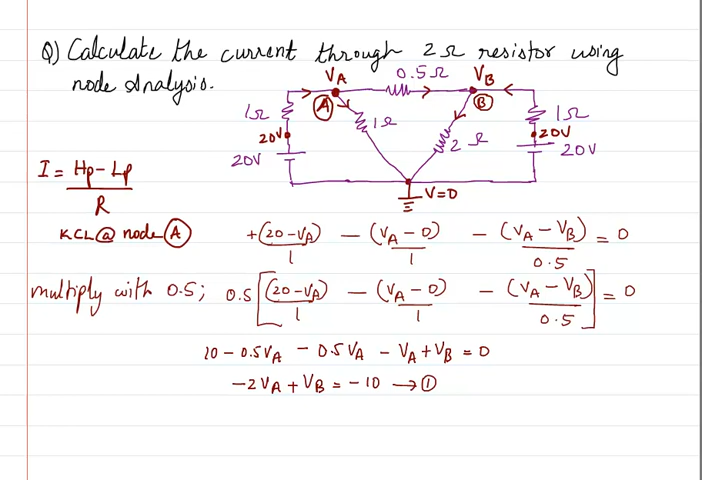 Q) Calculate the current through 2Ω resistor using
node Analysis.
VA 0.5Ω VB
1Ω A 1Ω B 1Ω
20V 2Ω 20V
20V 20V
V=0
I = Hp - Lp / R
KCL @ node A +(20-VA)/1 - (VA-0)/1 - (VA-VB)/0.5 = 0
multiply with 0.5; 0.5[(20-VA)/1 - (VA-0)/1 - (VA-VB)/0.5] = 0
10 - 0.5VA - 0.5VA - VA + VB = 0
-2VA + VB = -10 → ①